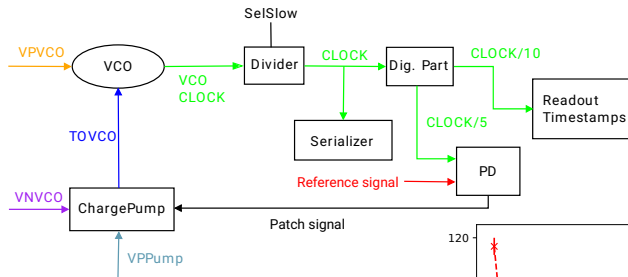 SelSlow
VPVCO
VCO
VCO
CLOCK
Divider
CLOCK
Dig. Part
CLOCK/10
Readout
Timestamps
TOVCO
Serializer
CLOCK/5
Reference signal
PD
VNVCO
ChargePump
Patch signal
VPPump
120